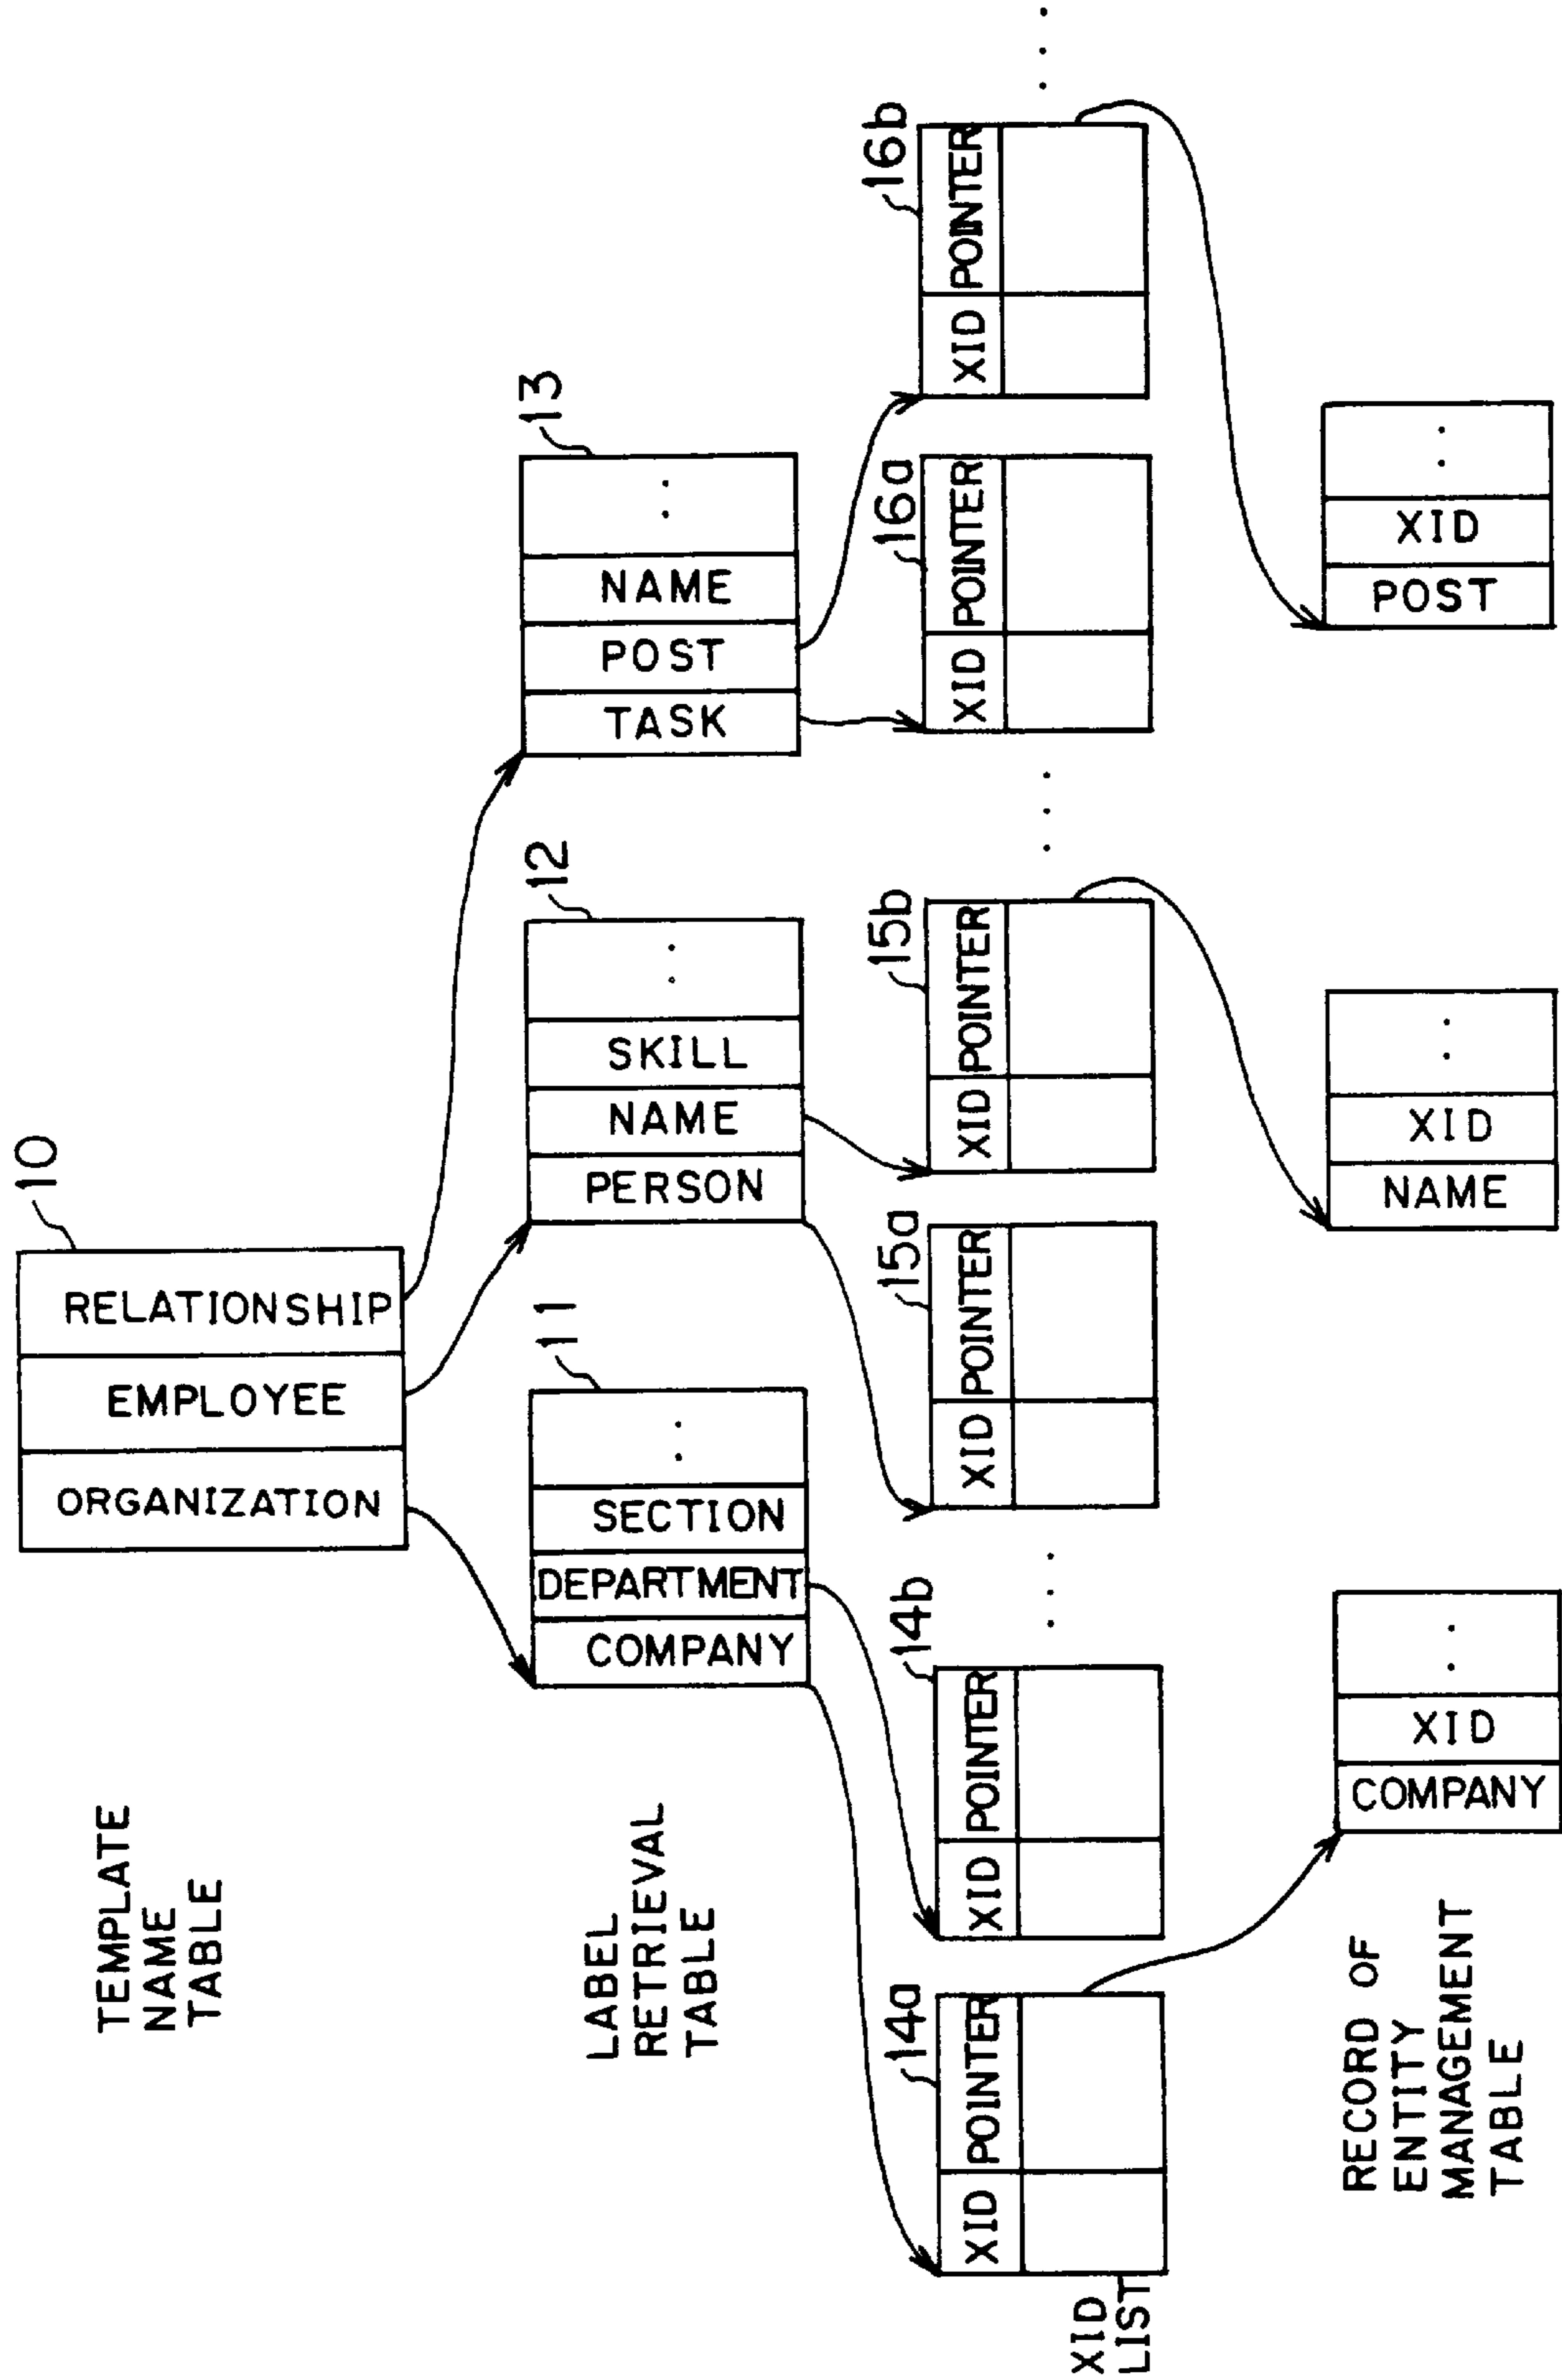 TEMPLATE
NAME
TABLE
ORGANIZATION
EMPLOYEE
RELATIONSHIP
10
LABEL
RETRIEVAL
TABLE
COMPANY
DEPARTMENT
SECTION
:
11
PERSON
NAME
SKILL
:
12
TASK
POST
NAME
:
13
XID
LIST
14a
XID POINTER
14b
XID POINTER
. . .
15a
XID POINTER
15b
XID POINTER
. . .
16a
XID POINTER
16b
XID POINTER
. . .
RECORD OF
ENTITY
MANAGEMENT
TABLE
COMPANY
XID
:
NAME
XID
:
POST
XID
: